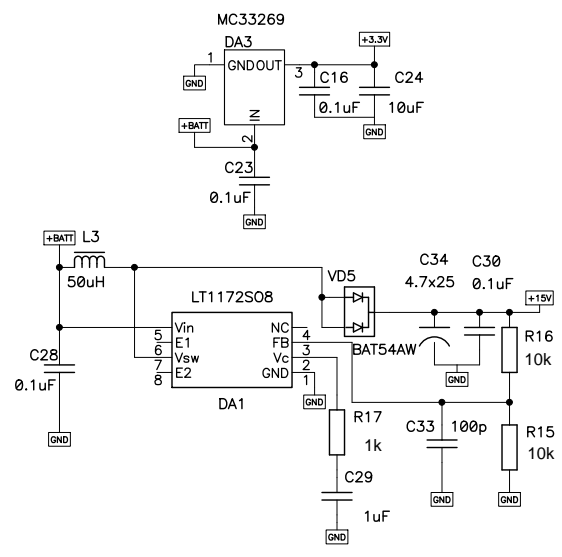 MC33269
DA3
+3.3V
1
GND OUT
3
C16
C24
GND
0.1uF
10uF
IN
GND
+BATT
2
C23
0.1uF
GND
+BATT
L3
50uH
VD5
C34
C30
4.7x25
0.1uF
+15V
LT1172SO8
Vin
NC
5
E1
FB
4
6
Vsw
Vc
3
7
E2
GND
2
8
1
BAT54AW
R16
10k
GND
C28
0.1uF
DA1
GND
R17
1k
C33
100p
R15
10k
GND
C29
1uF
GND
GND
GND